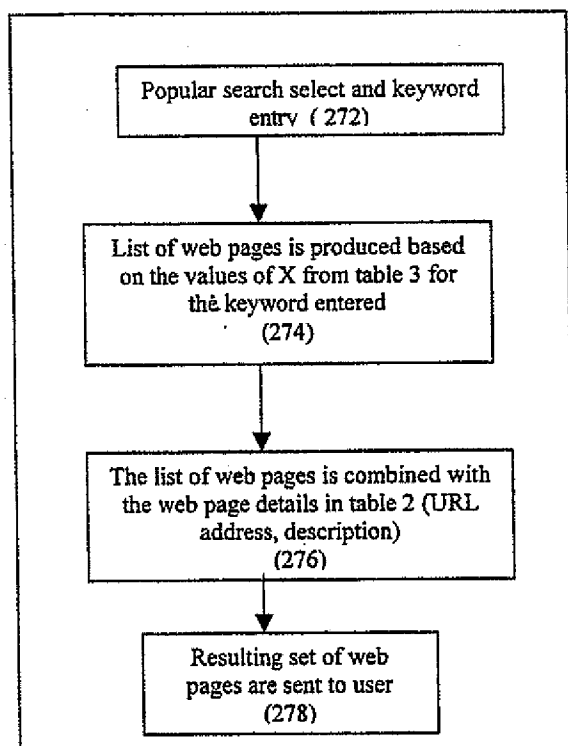 Popular search select and keyword
entry ( 272)
List of web pages is produced based
on the values of X from table 3 for
the keyword entered
(274)
The list of web pages is combined with
the web page details in table 2 (URL
address, description)
(276)
Resulting set of web
pages are sent to user
(278)